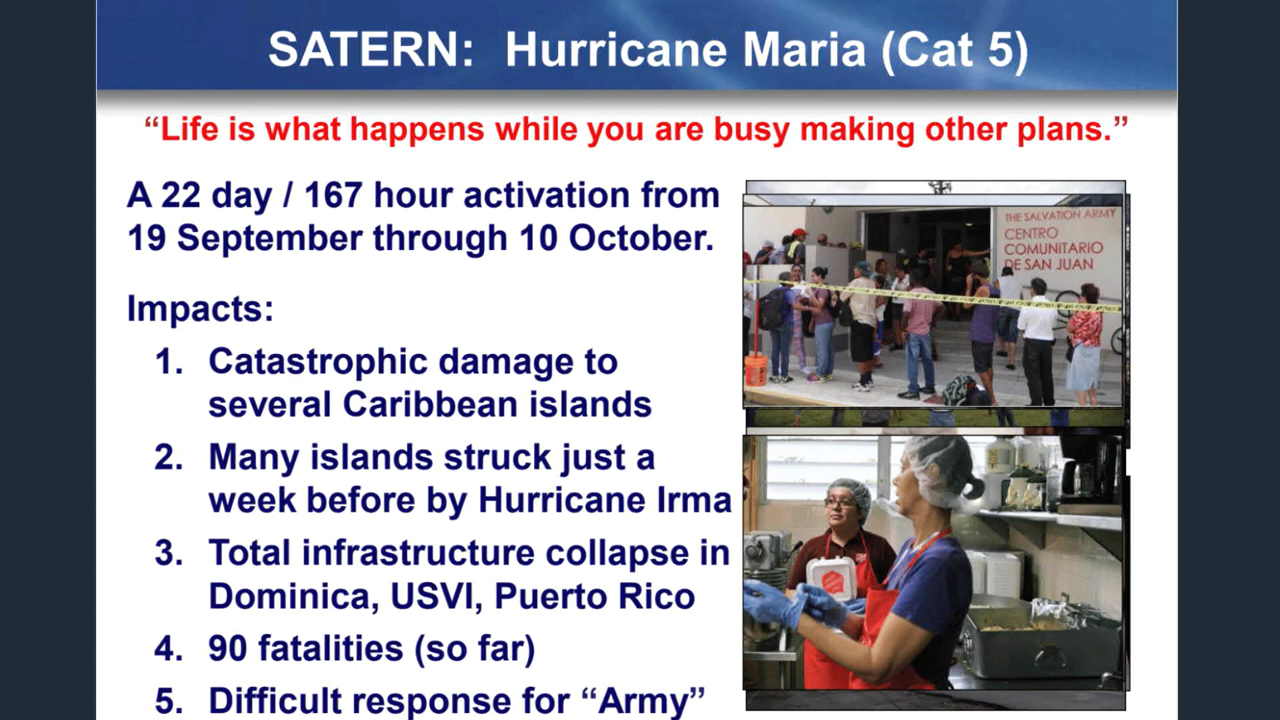 SATERN: Hurricane Maria (Cat 5)
“Life is what happens while you are busy making other plans.”
A 22 day / 167 hour activation from
19 September through 10 October.
Impacts:
1. Catastrophic damage to
several Caribbean islands
2. Many islands struck just a
week before by Hurricane Irma
3. Total infrastructure collapse in
Dominica, USVI, Puerto Rico
4. 90 fatalities (so far)
5. Difficult response for “Army”
THE SALVATION ARMY
CENTRO
COMUNITARIO
DE SAN JUAN